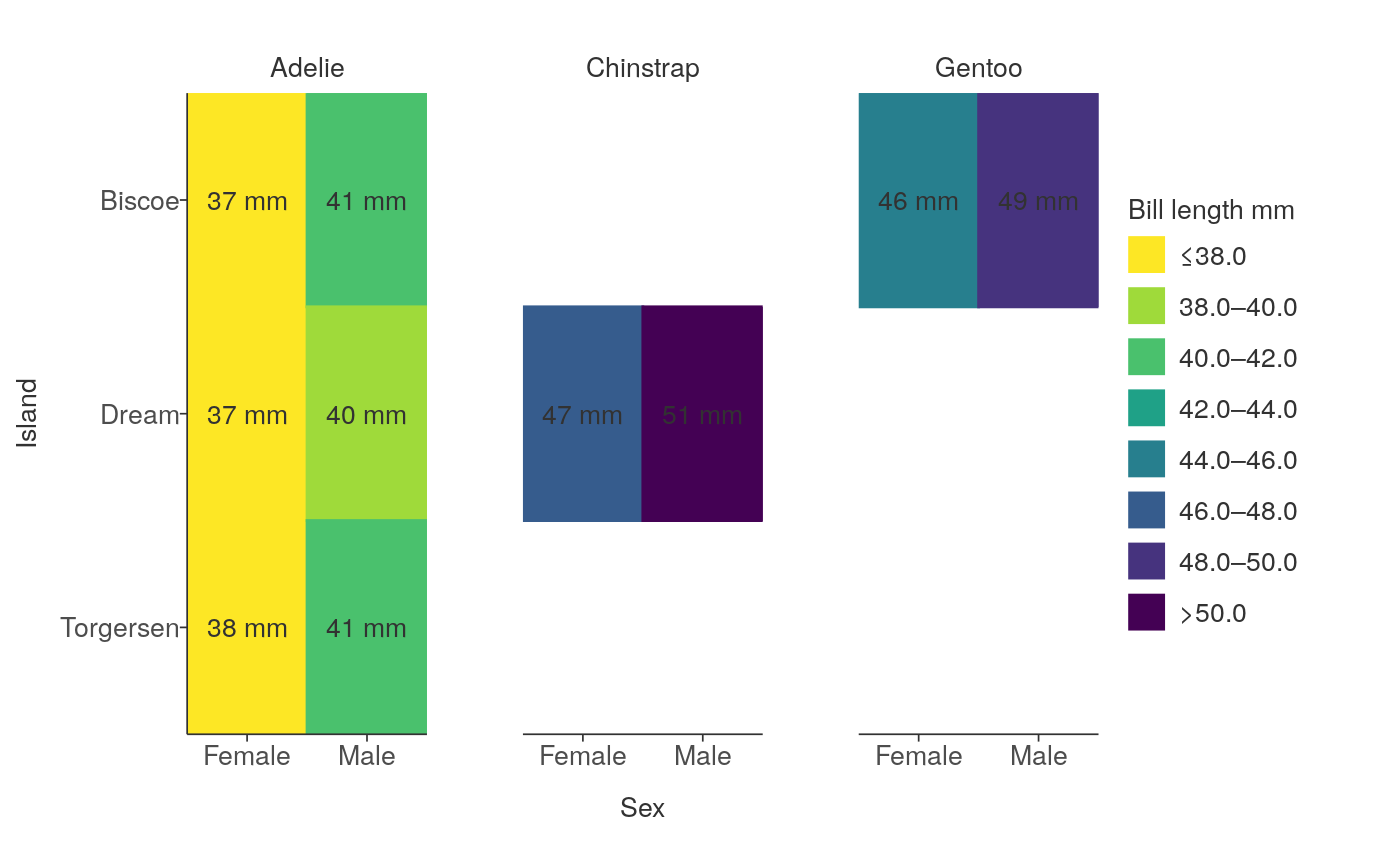 Adelie Chinstrap Gentoo
Biscoe 37 mm 41 mm 46 mm 49 mm
Bill length mm
≤38.0
38.0–40.0
40.0–42.0
Island
Dream 37 mm 40 mm 47 mm 51 mm
42.0–44.0
44.0–46.0
46.0–48.0
48.0–50.0
>50.0
Torgersen 38 mm 41 mm
Female Male Female Male Female Male
Sex